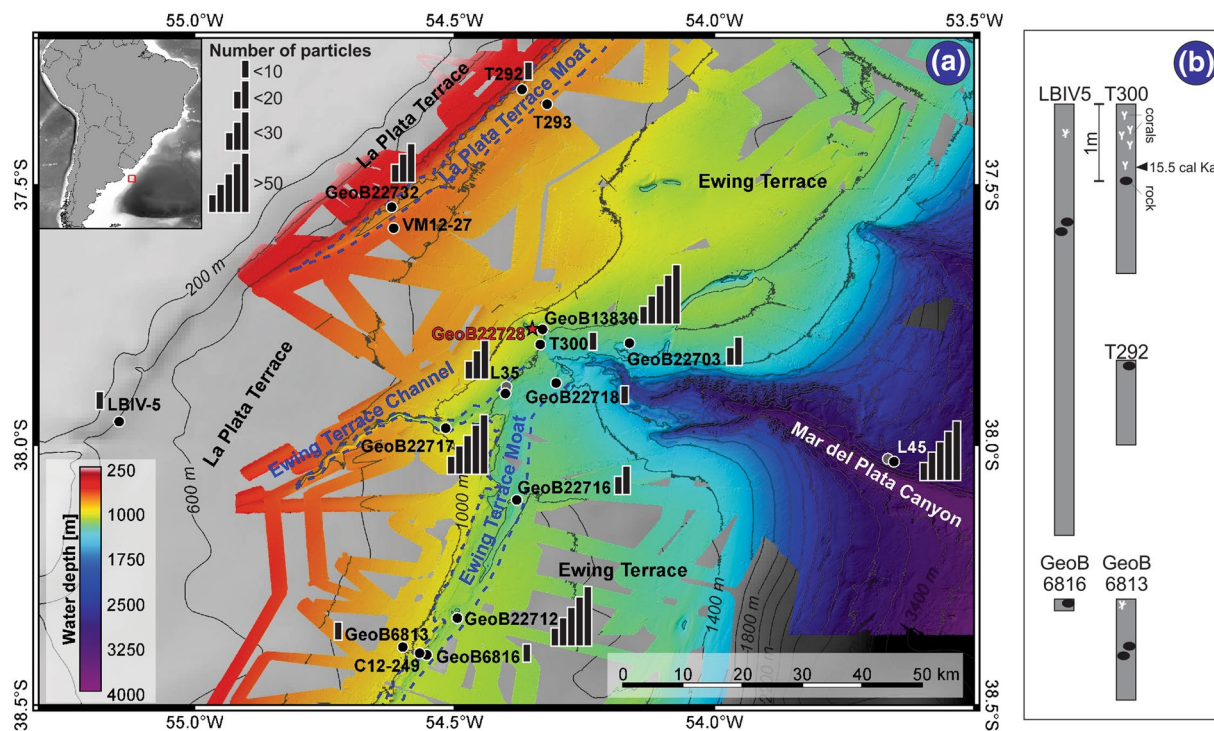 55.0°W
54.5°W
54.0°W
53.5°W
(a)
Number of particles
<10
<20
<30
>50
La Plata Terrace
La Plata Terrace Moat
T292
T293
GeoB22732
VM12-27
Ewing Terrace
200 m
37.5°S
37.5°S
GeoB13830
GeoB22728
T300
GeoB22703
L35
GeoB22718
La Plata Terrace
Ewing Terrace Channel
LBIV-5
GeoB22717
Ewing Terrace Moat
L45
Mar del Plata Canyon
38.0°S
38.0°S
600 m
1000 m
GeoB22716
Water depth [m]
250
1000
1750
2500
3250
4000
Ewing Terrace
GeoB22712
GeoB6813
C12-249
GeoB6816
1400 m
1800 m
2200 m
3400 m
0 10 20 30 40 50 km
38.5°S
38.5°S
55.0°W
54.5°W
54.0°W
(b)
LBIV5
T300
1m
corals
15.5 cal Ka
rock
T292
GeoB
6816
GeoB
6813